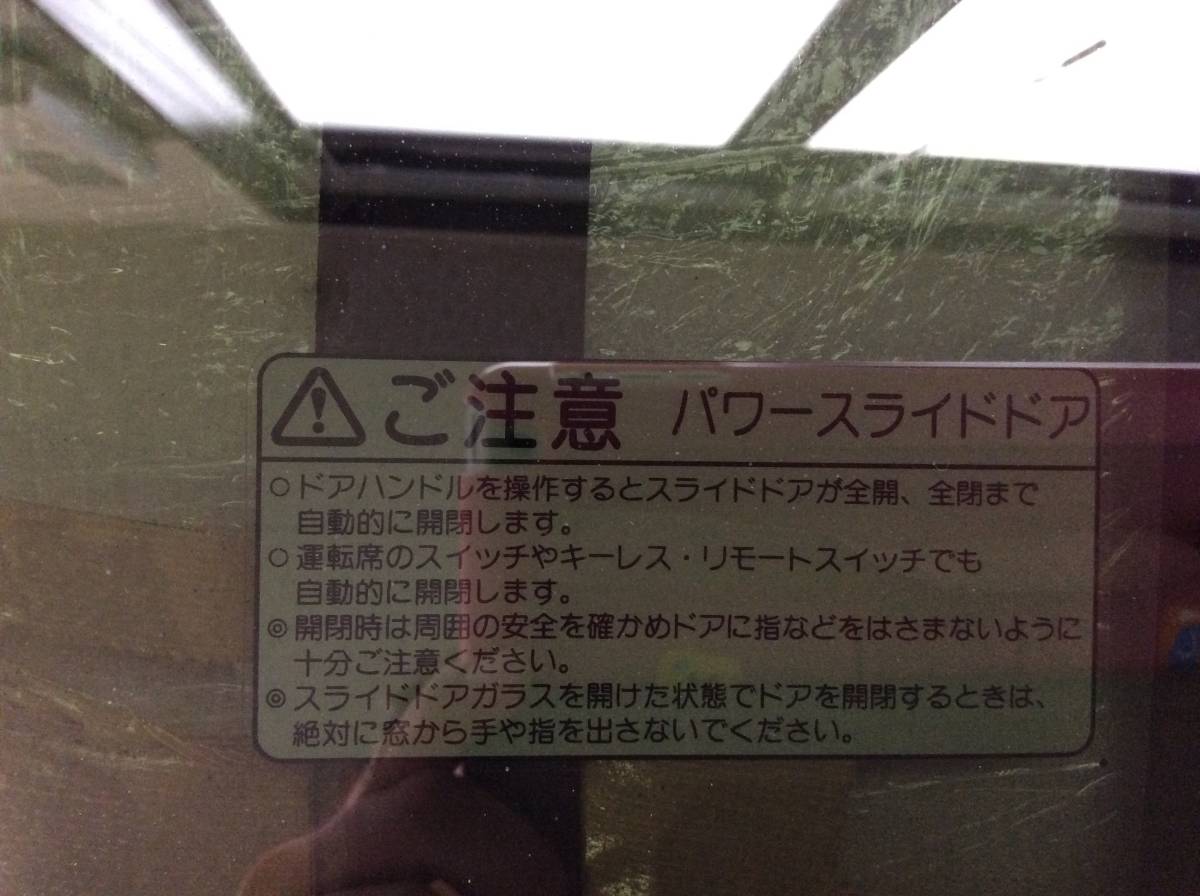 ご注意 パワースライドドア
○ドアハンドルを操作するとスライドドアが全開、全閉まで
自動的に開閉します。
○運転席のスイッチやキーレス・リモートスイッチでも
自動的に開閉します。
◎開閉時は周囲の安全を確かめドアに指などをはさまないように
十分ご注意ください。
◎スライドドアガラスを開けた状態でドアを開閉するときは、
絶対に窓から手や指を出さないでください。